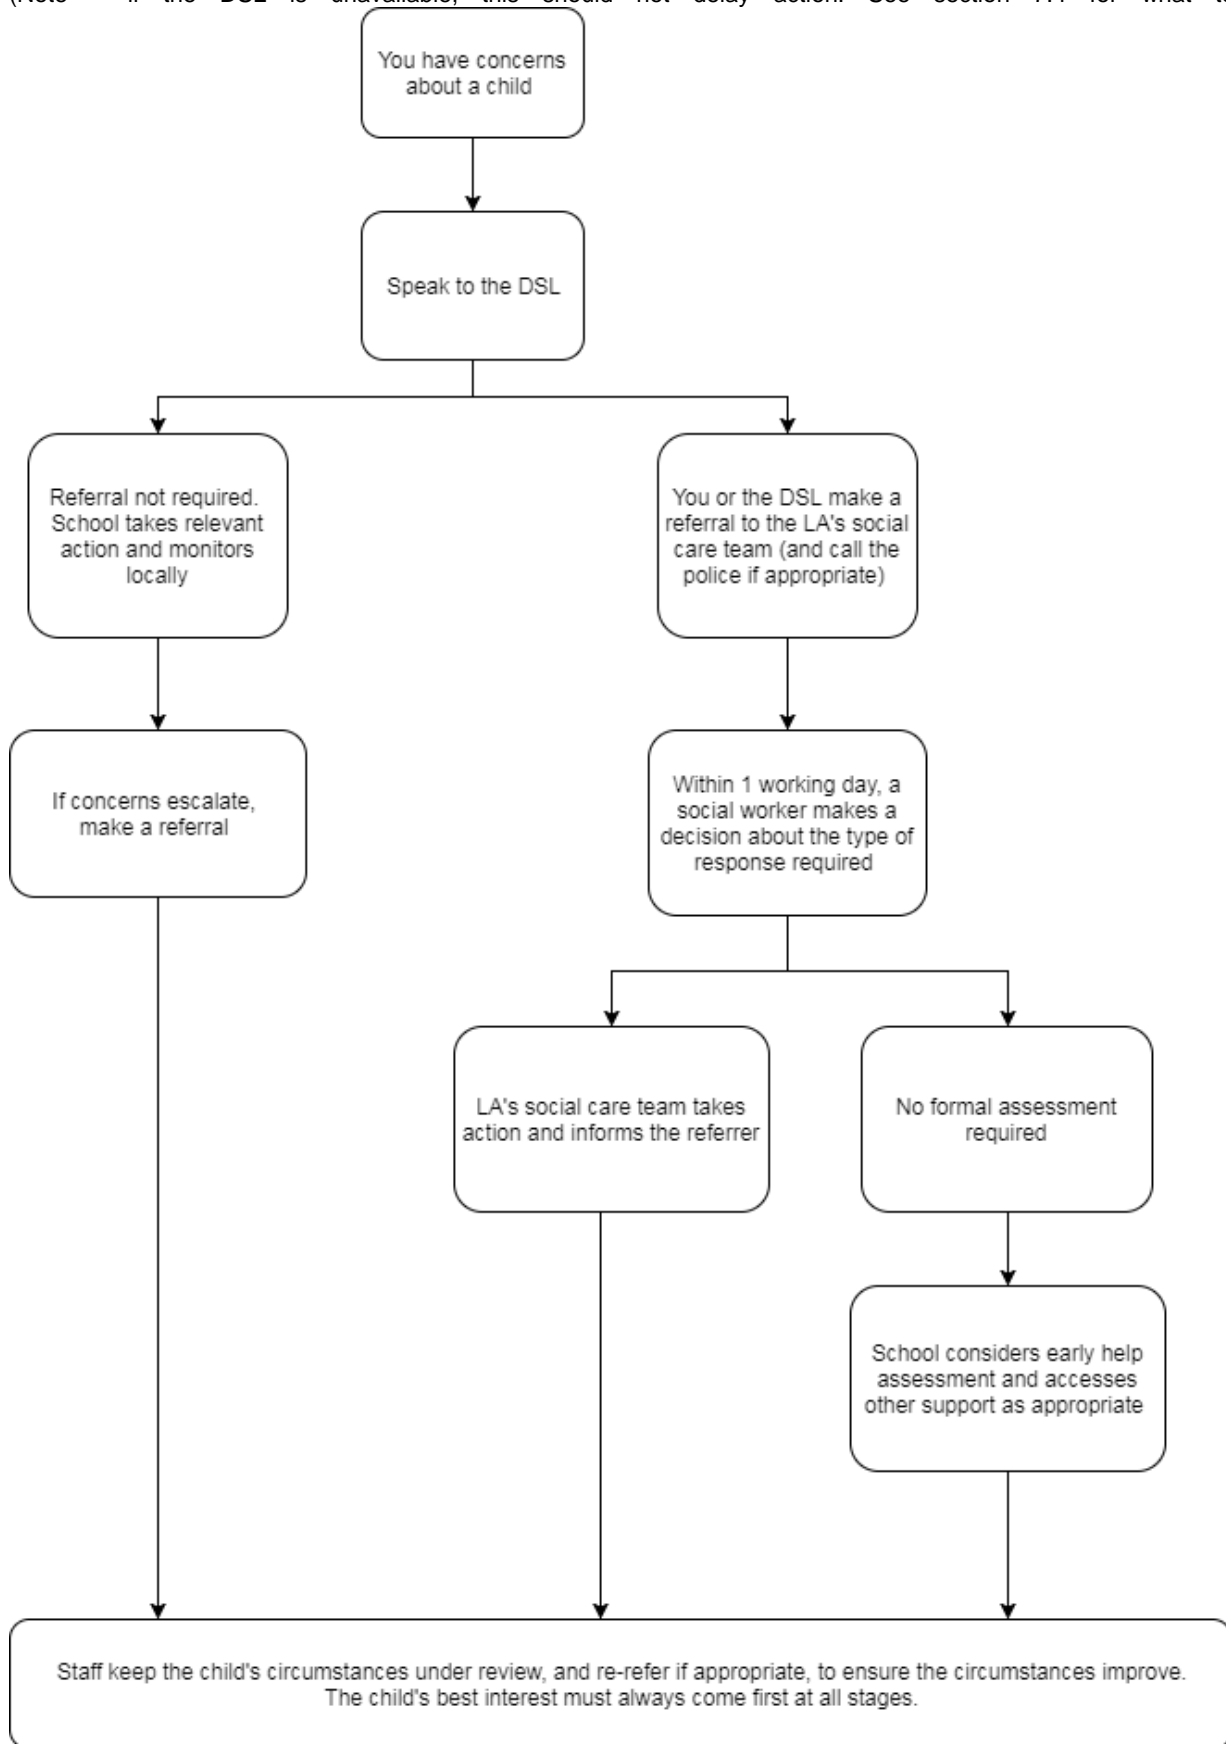 if the DSL is unavailable, this should not delay action. See section for what
You have concerns
about a child
Speak to the DSL
Referral not required.
School takes relevant
action and monitors
locally
You or the DSL make a
referral to the LA's social
care team (and call the
police if appropriate)
If concerns escalate,
make a referral
Within 1 working day, a
social worker makes a
decision about the type of
response required
LA's social care team takes
action and informs the referrer
No formal assessment
required
School considers early help
assessment and accesses
other support as appropriate
Staff keep the child's circumstances under review, and re-refer if appropriate, to ensure the circumstances improve.
The child's best interest must always come first at all stages.